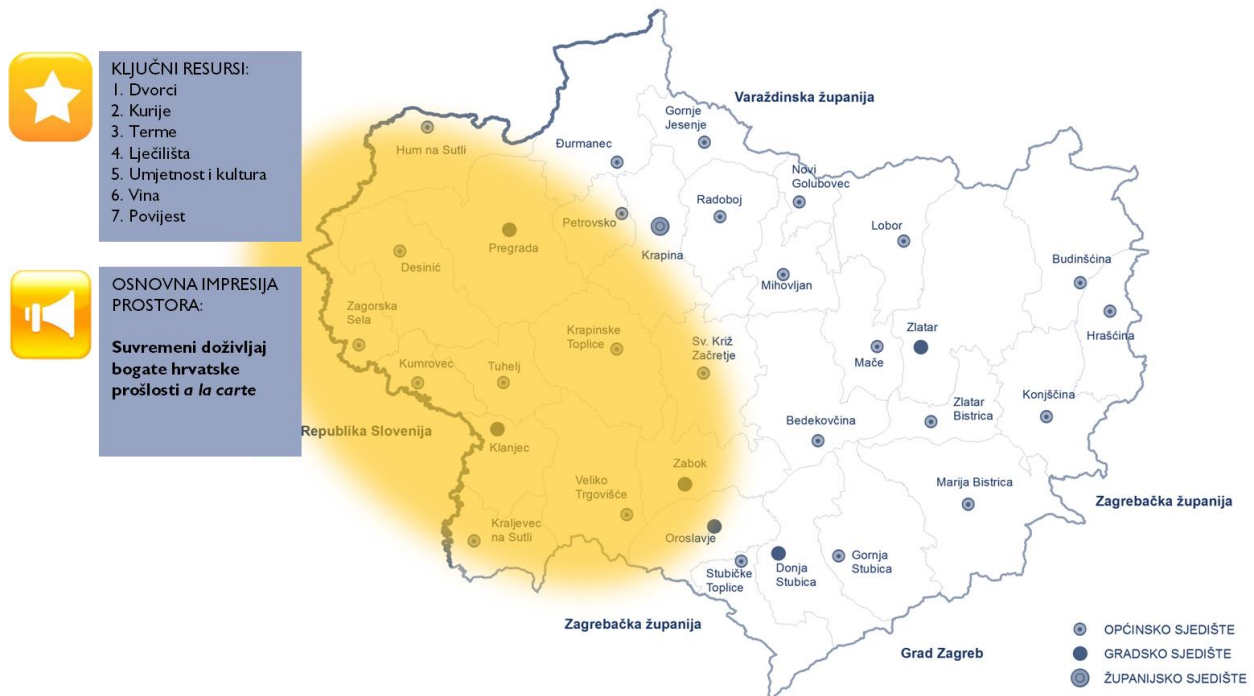 KLJUČNI RESURSI:
1. Dvorci
2. Kurije
3. Terme
4. Lječilišta
5. Umjetnost i kultura
6. Vina
7. Povijest
OSNOVNA IMPRESIJA
PROSTORA:
Suvremeni doživljaj
bogate hrvatske
prošlosti a la carte
Varaždinska županija
Gornje
Jesenje
Hum na Sutli
Đurmanec
Novi
Golubovec
Radoboj
Petrovsko
Lobor
Pregrada
Krapina
Desinić
Budinšćina
Mihovljan
Zagorska
Sela
Krapinske
Toplice
Sv. Križ
Začretje
Zlatar
Hrašćina
Kumrovec
Tuhelj
Mače
Konjščina
Zlatar
Bistrica
Bedekovčina
Republika Slovenija
Klanjec
Zabok
Veliko
Trgovišće
Marija Bistrica
Zagrebačka županija
Kraljevec
na Sutli
Oroslavje
Stubičke
Toplice
Donja
Stubica
Gornja
Stubica
Zagrebačka županija
Grad Zagreb
OPĆINSKO SJEDIŠTE
GRADSKO SJEDIŠTE
ŽUPANIJSKO SJEDIŠTE